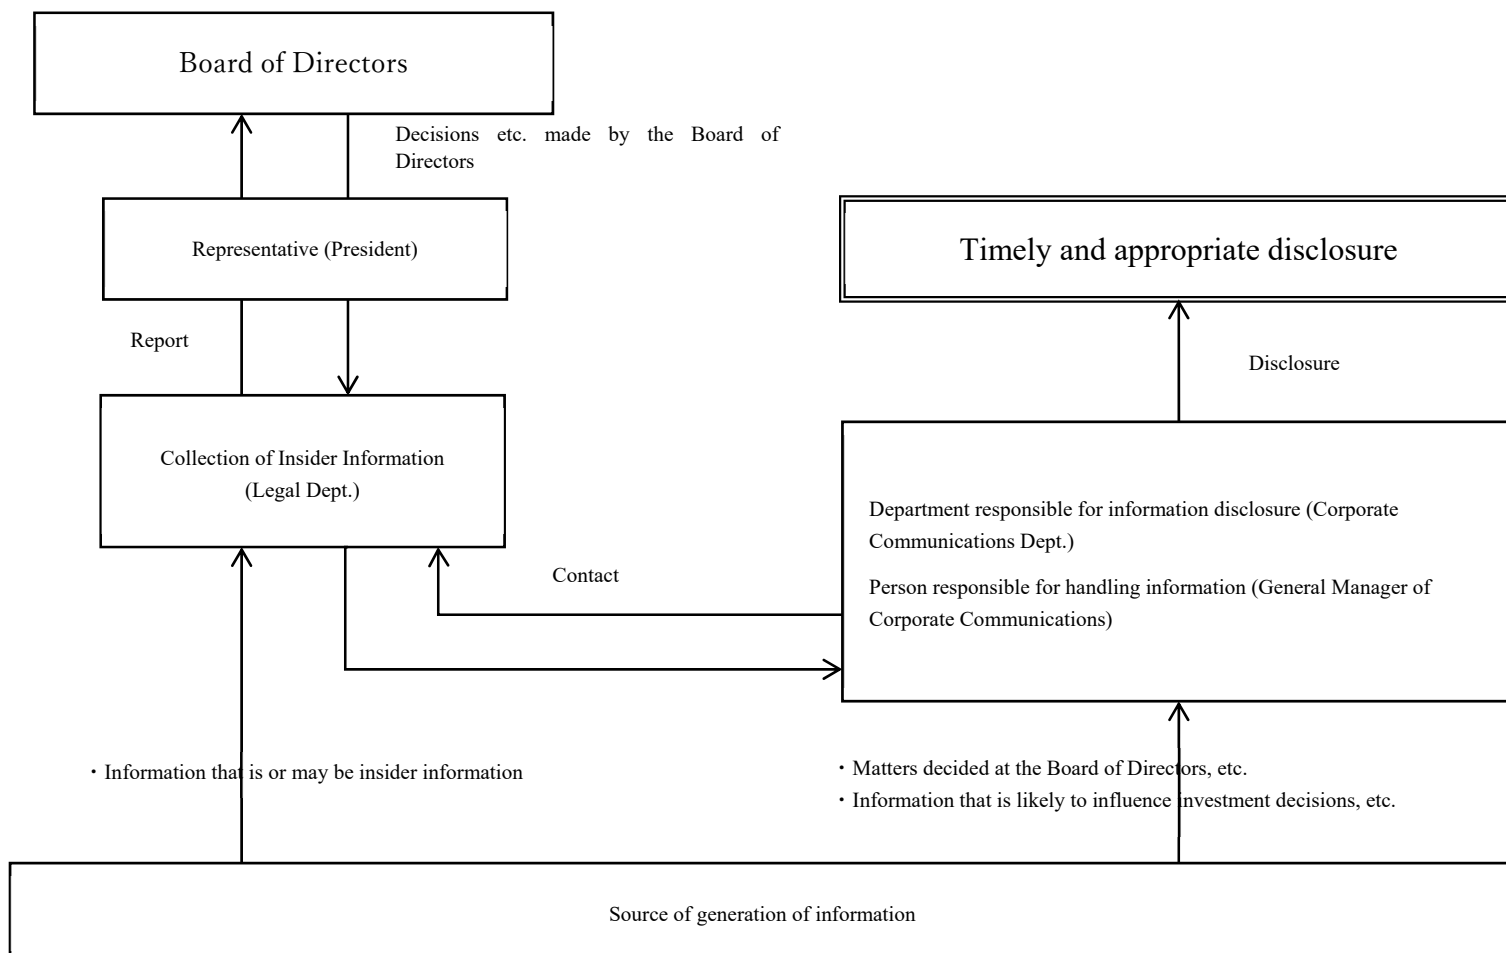 Board of Directors
Decisions etc. made by the Board of
Directors
Representative (President)
Timely and appropriate disclosure
Report
Disclosure
Collection of Insider Information
(Legal Dept.)
Department responsible for information disclosure (Corporate
Communications Dept.)
Person responsible for handling information (General Manager of
Corporate Communications)
Contact
・Information that is or may be insider information
・Matters decided at the Board of Directors, etc.
・Information that is likely to influence investment decisions, etc.
Source of generation of information